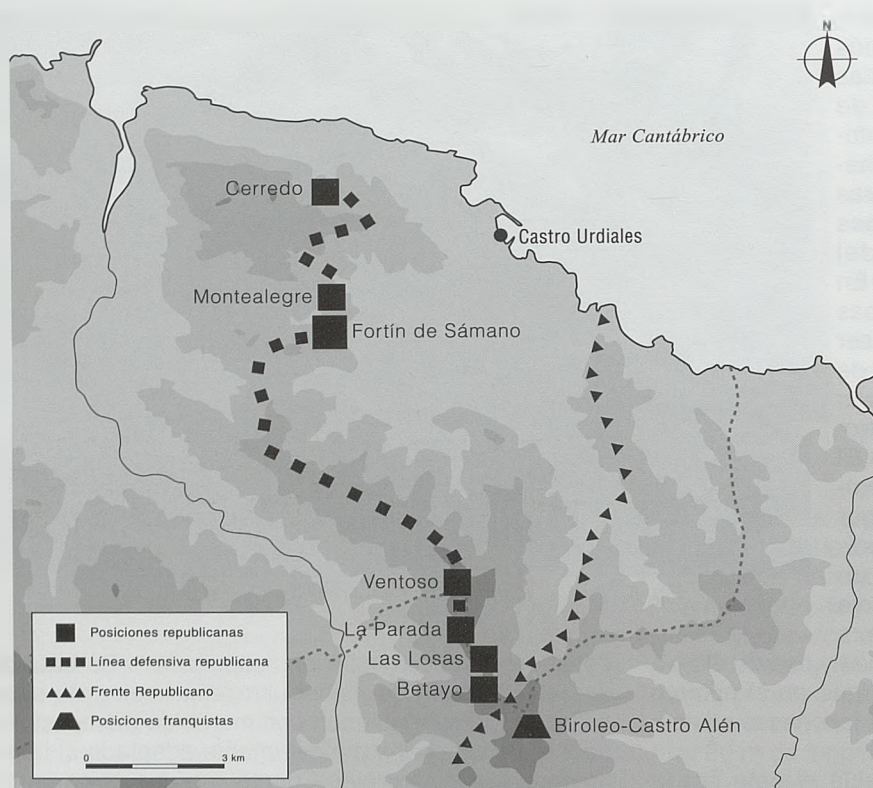 N
Mar Cantábrico
Cerredo
Castro Urdiales
Montealegre
Fortín de Sámano
Ventoso
La Parada
Las Losas
Betayo
Biroleo-Castro Alén
Posiciones republicanas
Línea defensiva republicana
Frente Republicano
Posiciones franquistas
0 3 km